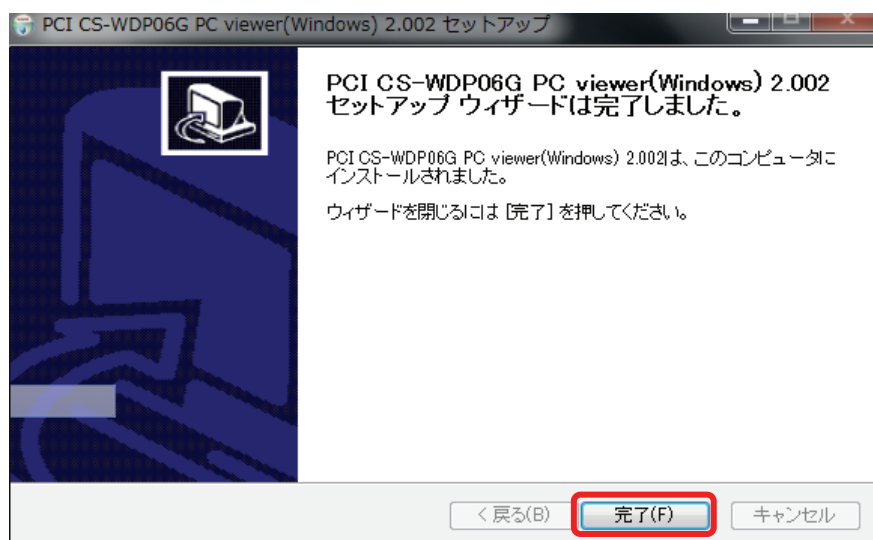 PCI CS-WDP06G PC viewer(Windows) 2.002 セットアップ
PCI CS-WDP06G PC viewer(Windows) 2.002
セットアップ ウィザードは完了しました。
PCI CS-WDP06G PC viewer(Windows) 2.002は、このコンピュータに
インストールされました。
ウィザードを閉じるには [完了] を押してください。
< 戻る(B)
完了(F)
キャンセル